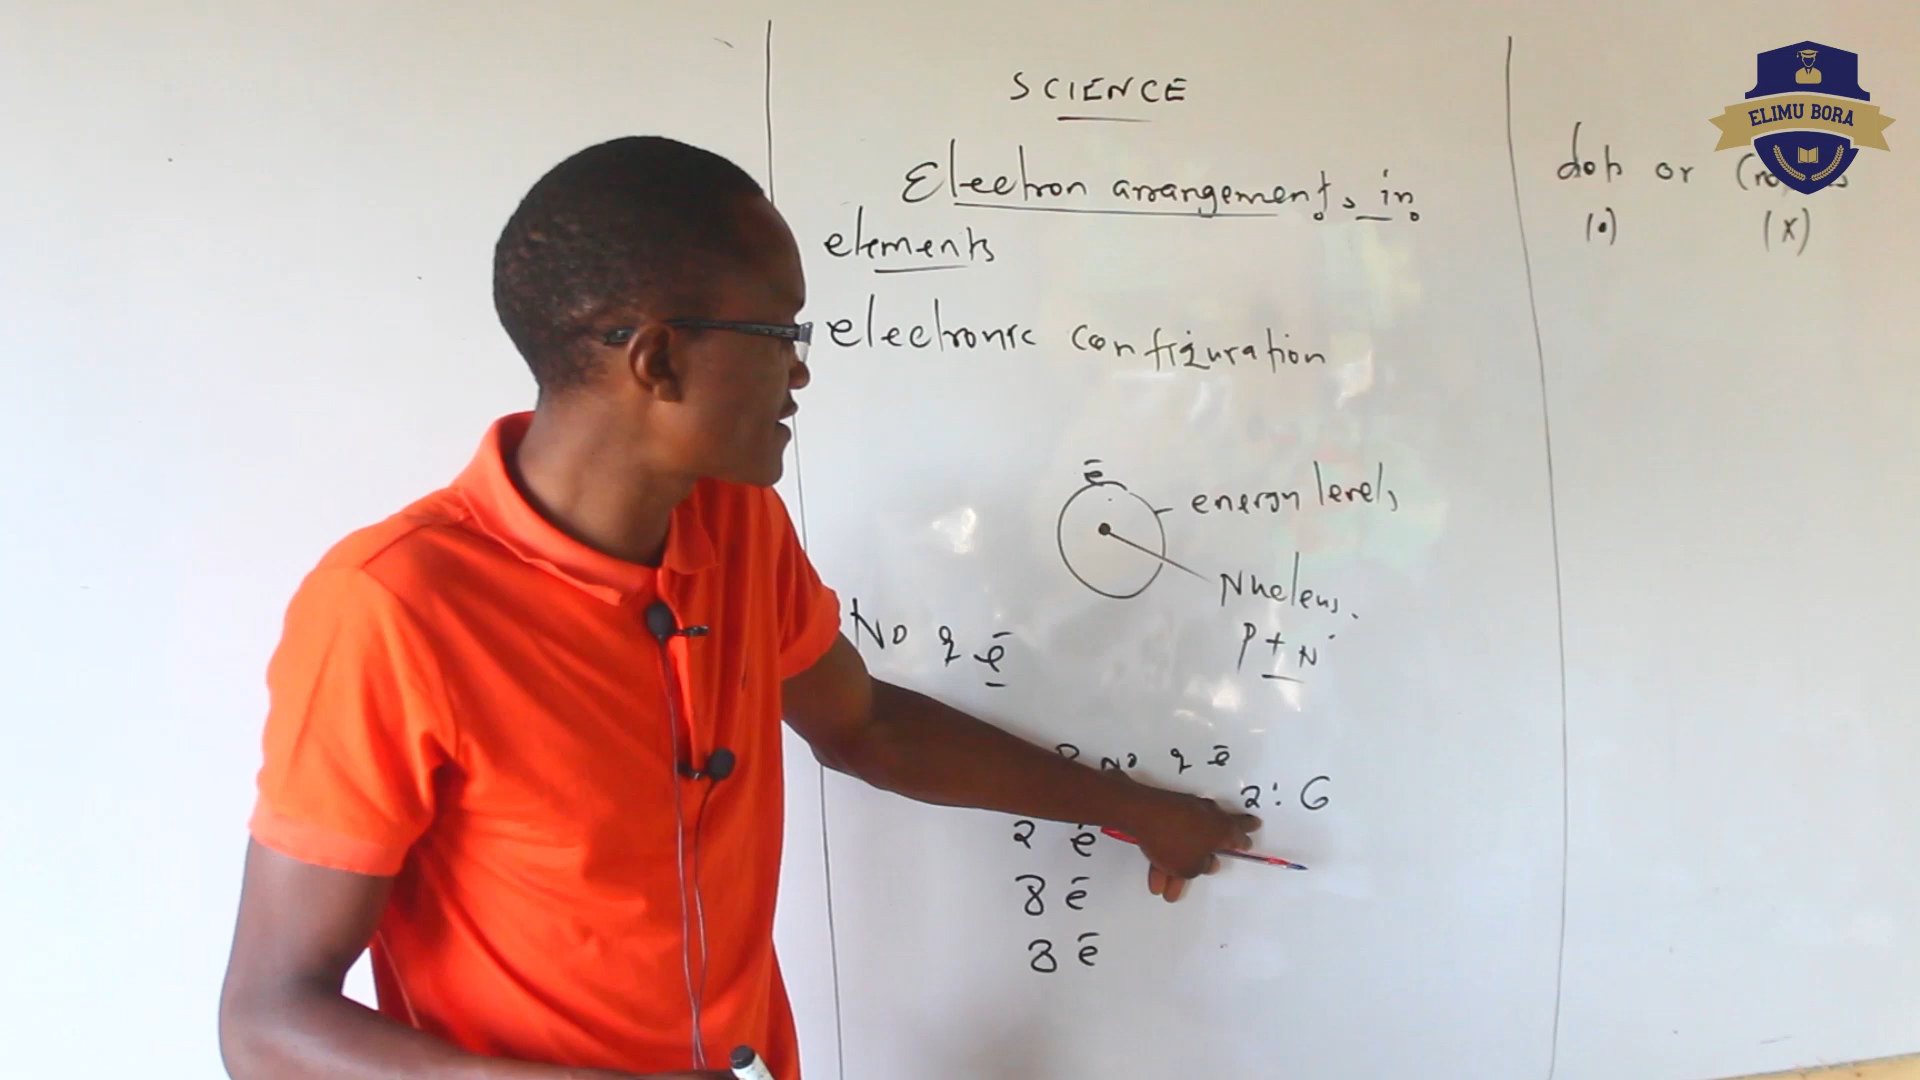 SCIENCE
Electron arrangements in
elements
electronic configuration
ē
energy levels
Nucleus.
P + N
No of ē
No of ē
2:6
2 ē
8 ē
8 ē
dots or
(•) (x)
ELIMU BORA